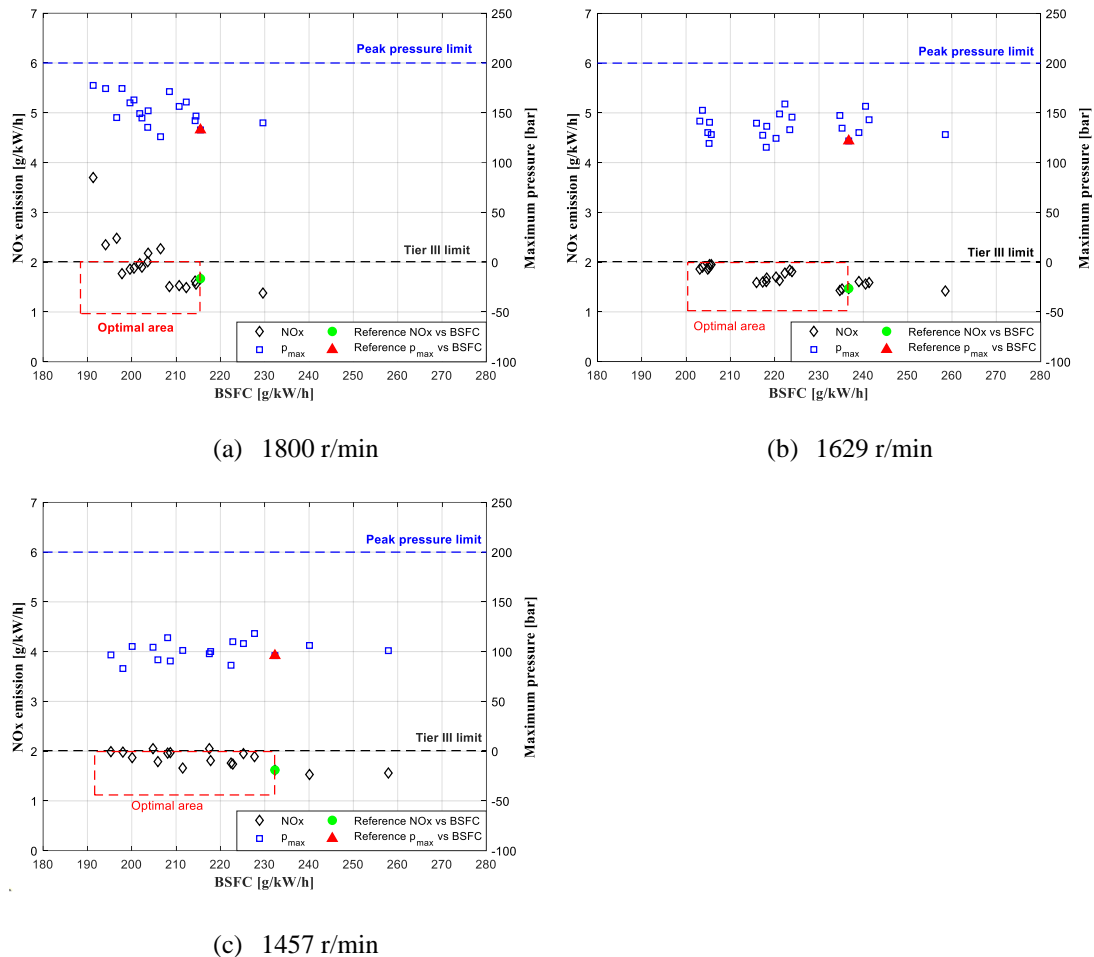 7 250
Peak pressure limit
6 200
5 150
4 100
3 50
Tier III limit
2 0
1 -50
Optimal area
0 -100
NOx emission [g/kW/h]
Maximum pressure [bar]
NOx Reference NOx vs BSFC
p_max Reference p_max vs BSFC
180 190 200 210 220 230 240 250 260 270 280
BSFC [g/kW/h]
(a) 1800 r/min
7 250
Peak pressure limit
6 200
5 150
4 100
3 50
Tier III limit
2 0
1 -50
Optimal area
0 -100
NOx emission [g/kW/h]
Maximum pressure [bar]
NOx Reference NOx vs BSFC
p_max Reference p_max vs BSFC
180 190 200 210 220 230 240 250 260 270 280
BSFC [g/kW/h]
(b) 1629 r/min
7 250
Peak pressure limit
6 200
5 150
4 100
3 50
Tier III limit
2 0
1 -50
Optimal area
0 -100
NOx emission [g/kW/h]
Maximum pressure [bar]
NOx Reference NOx vs BSFC
p_max Reference p_max vs BSFC
180 190 200 210 220 230 240 250 260 270 280
BSFC [g/kW/h]
(c) 1457 r/min